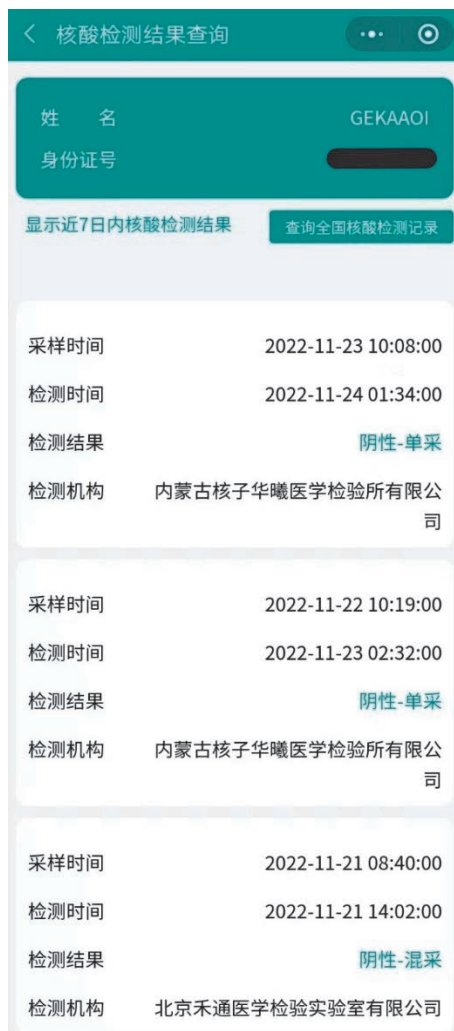 核酸检测结果查询
姓 名 GEKAAOI
身份证号
显示近7日内核酸检测结果 查询全国核酸检测记录
采样时间 2022-11-23 10:08:00
检测时间 2022-11-24 01:34:00
检测结果 阴性-单采
检测机构 内蒙古核子华曦医学检验所有限公
司
采样时间 2022-11-22 10:19:00
检测时间 2022-11-23 02:32:00
检测结果 阴性-单采
检测机构 内蒙古核子华曦医学检验所有限公
司
采样时间 2022-11-21 08:40:00
检测时间 2022-11-21 14:02:00
检测结果 阴性-混采
检测机构 北京禾通医学检验实验室有限公司